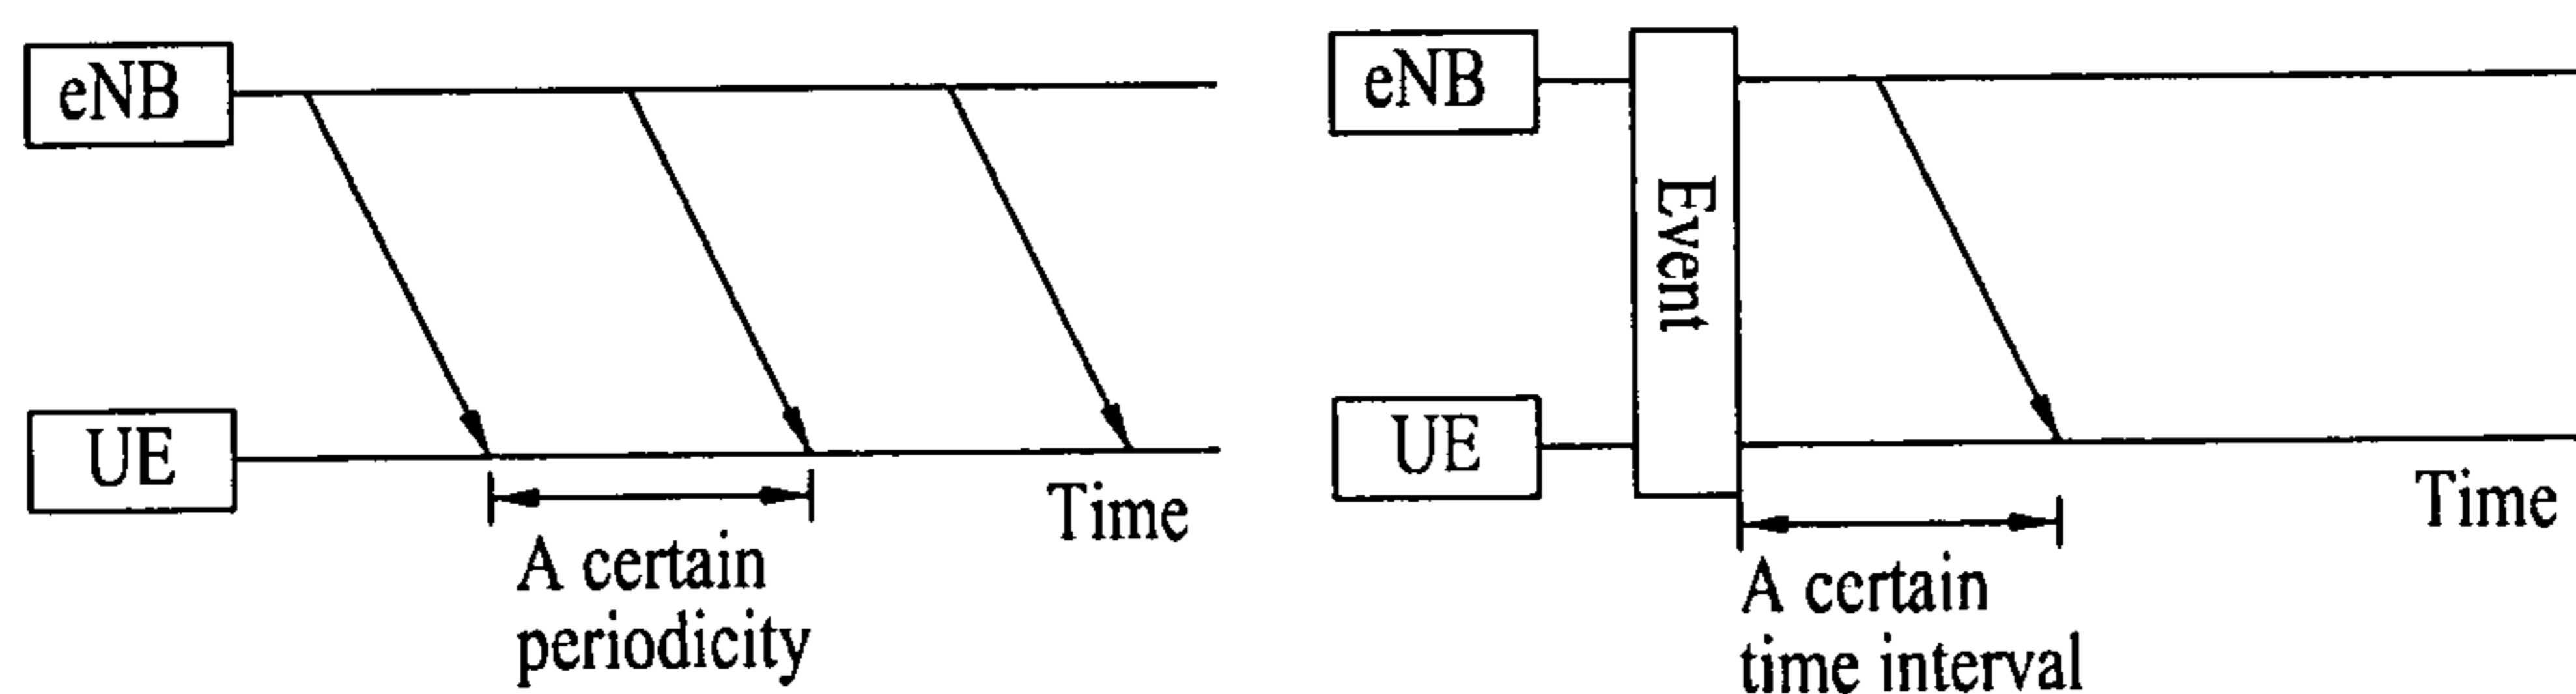 eNB
UE
Time
A certain
periodicity
eNB
Event
UE
Time
A certain
time interval